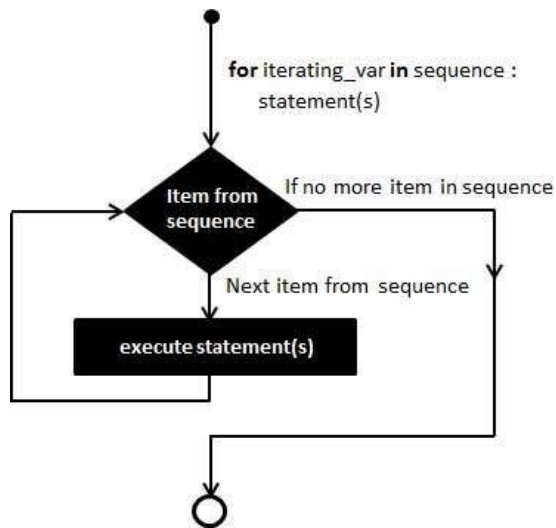 for iterating_var in sequence :
statement(s)
If no more item in sequence
Item from
sequence
Next item from sequence
execute statement(s)